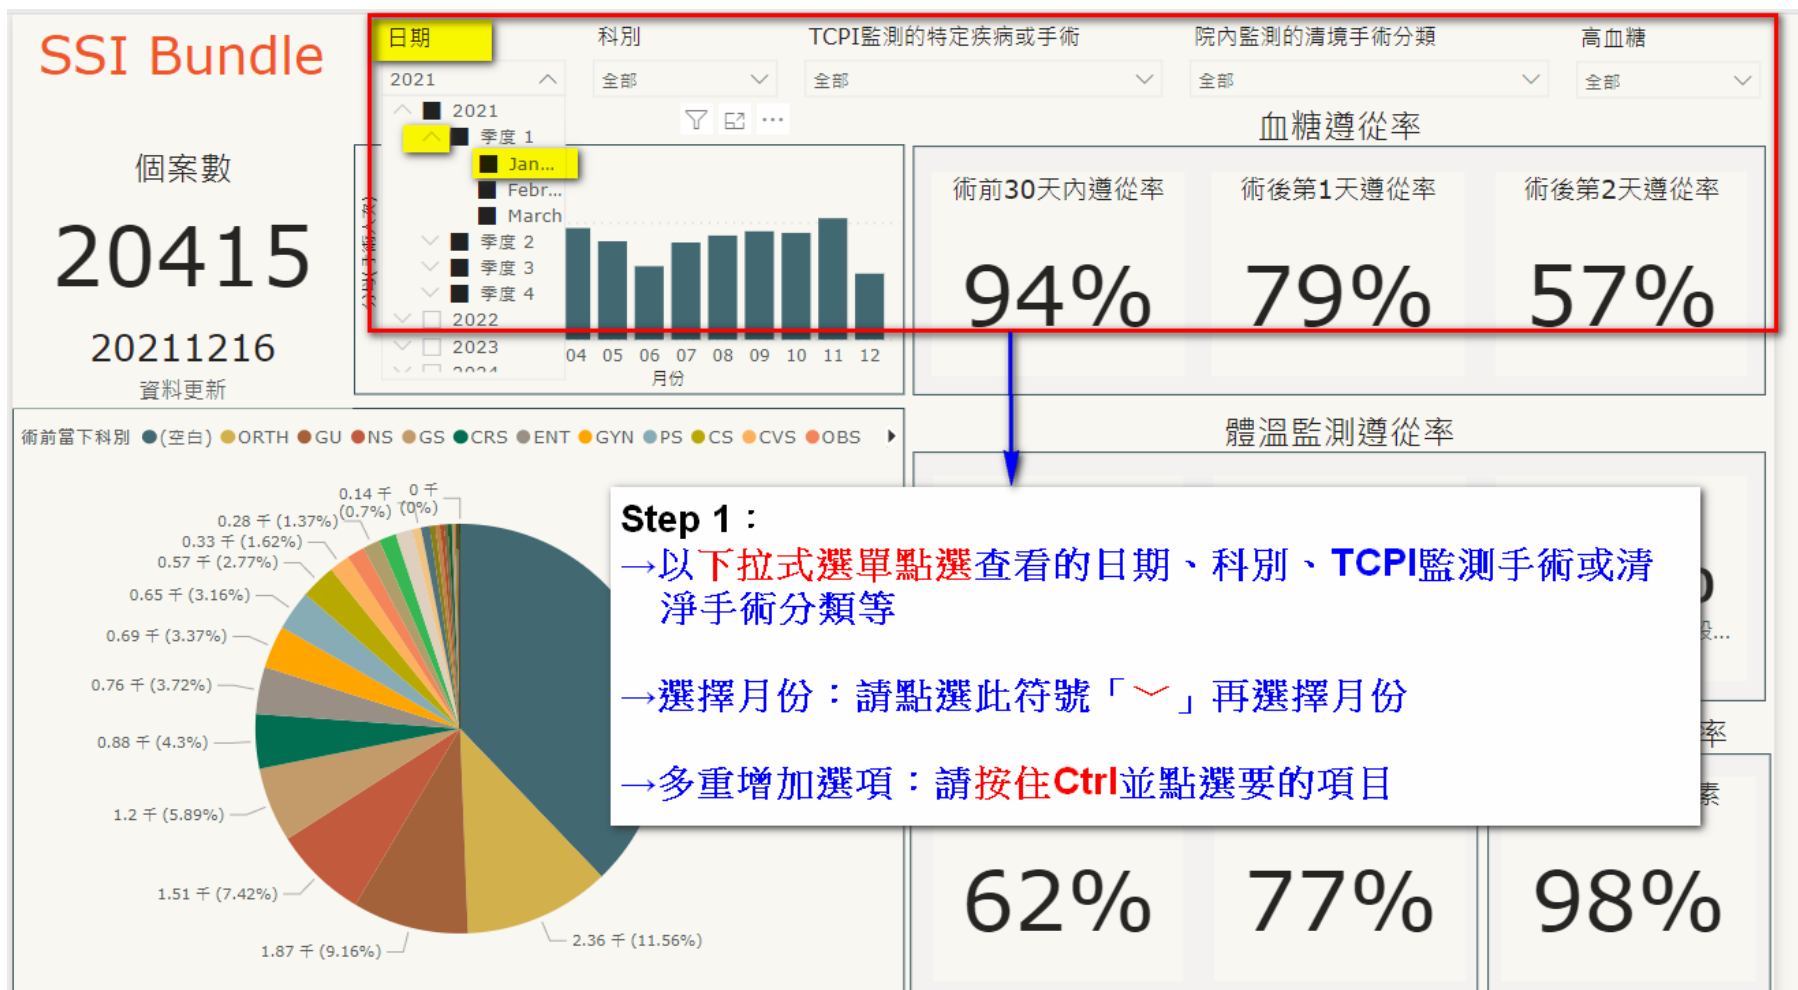 SSI Bundle
日期
科別
TCPI監測的特定疾病或手術
院內監測的清境手術分類
高血糖
2021
全部
全部
全部
全部
2021
季度 1
Jan...
Febr...
March
季度 2
季度 3
季度 4
2022
2023
2024
個案數
20415
20211216
資料更新
04 05 06 07 08 09 10 11 12
月份
血糖遵從率
術前30天內遵從率
術後第1天遵從率
術後第2天遵從率
94%
79%
57%
術前當下科別 (空白) ORTH GU NS GS CRS ENT GYN PS CS CVS OBS
體溫監測遵從率
0.14 千 (0.7%)
0 千 (0%)
0.28 千 (1.37%)
0.33 千 (1.62%)
0.57 千 (2.77%)
0.65 千 (3.16%)
0.69 千 (3.37%)
0.76 千 (3.72%)
0.88 千 (4.3%)
1.2 千 (5.89%)
1.51 千 (7.42%)
1.87 千 (9.16%)
2.36 千 (11.56%)
Step 1：
→以下拉式選單點選查看的日期、科別、TCPI監測手術或清
淨手術分類等
→選擇月份：請點選此符號「﹀」再選擇月份
→多重增加選項：請按住Ctrl並點選要的項目
率
素
62%
77%
98%